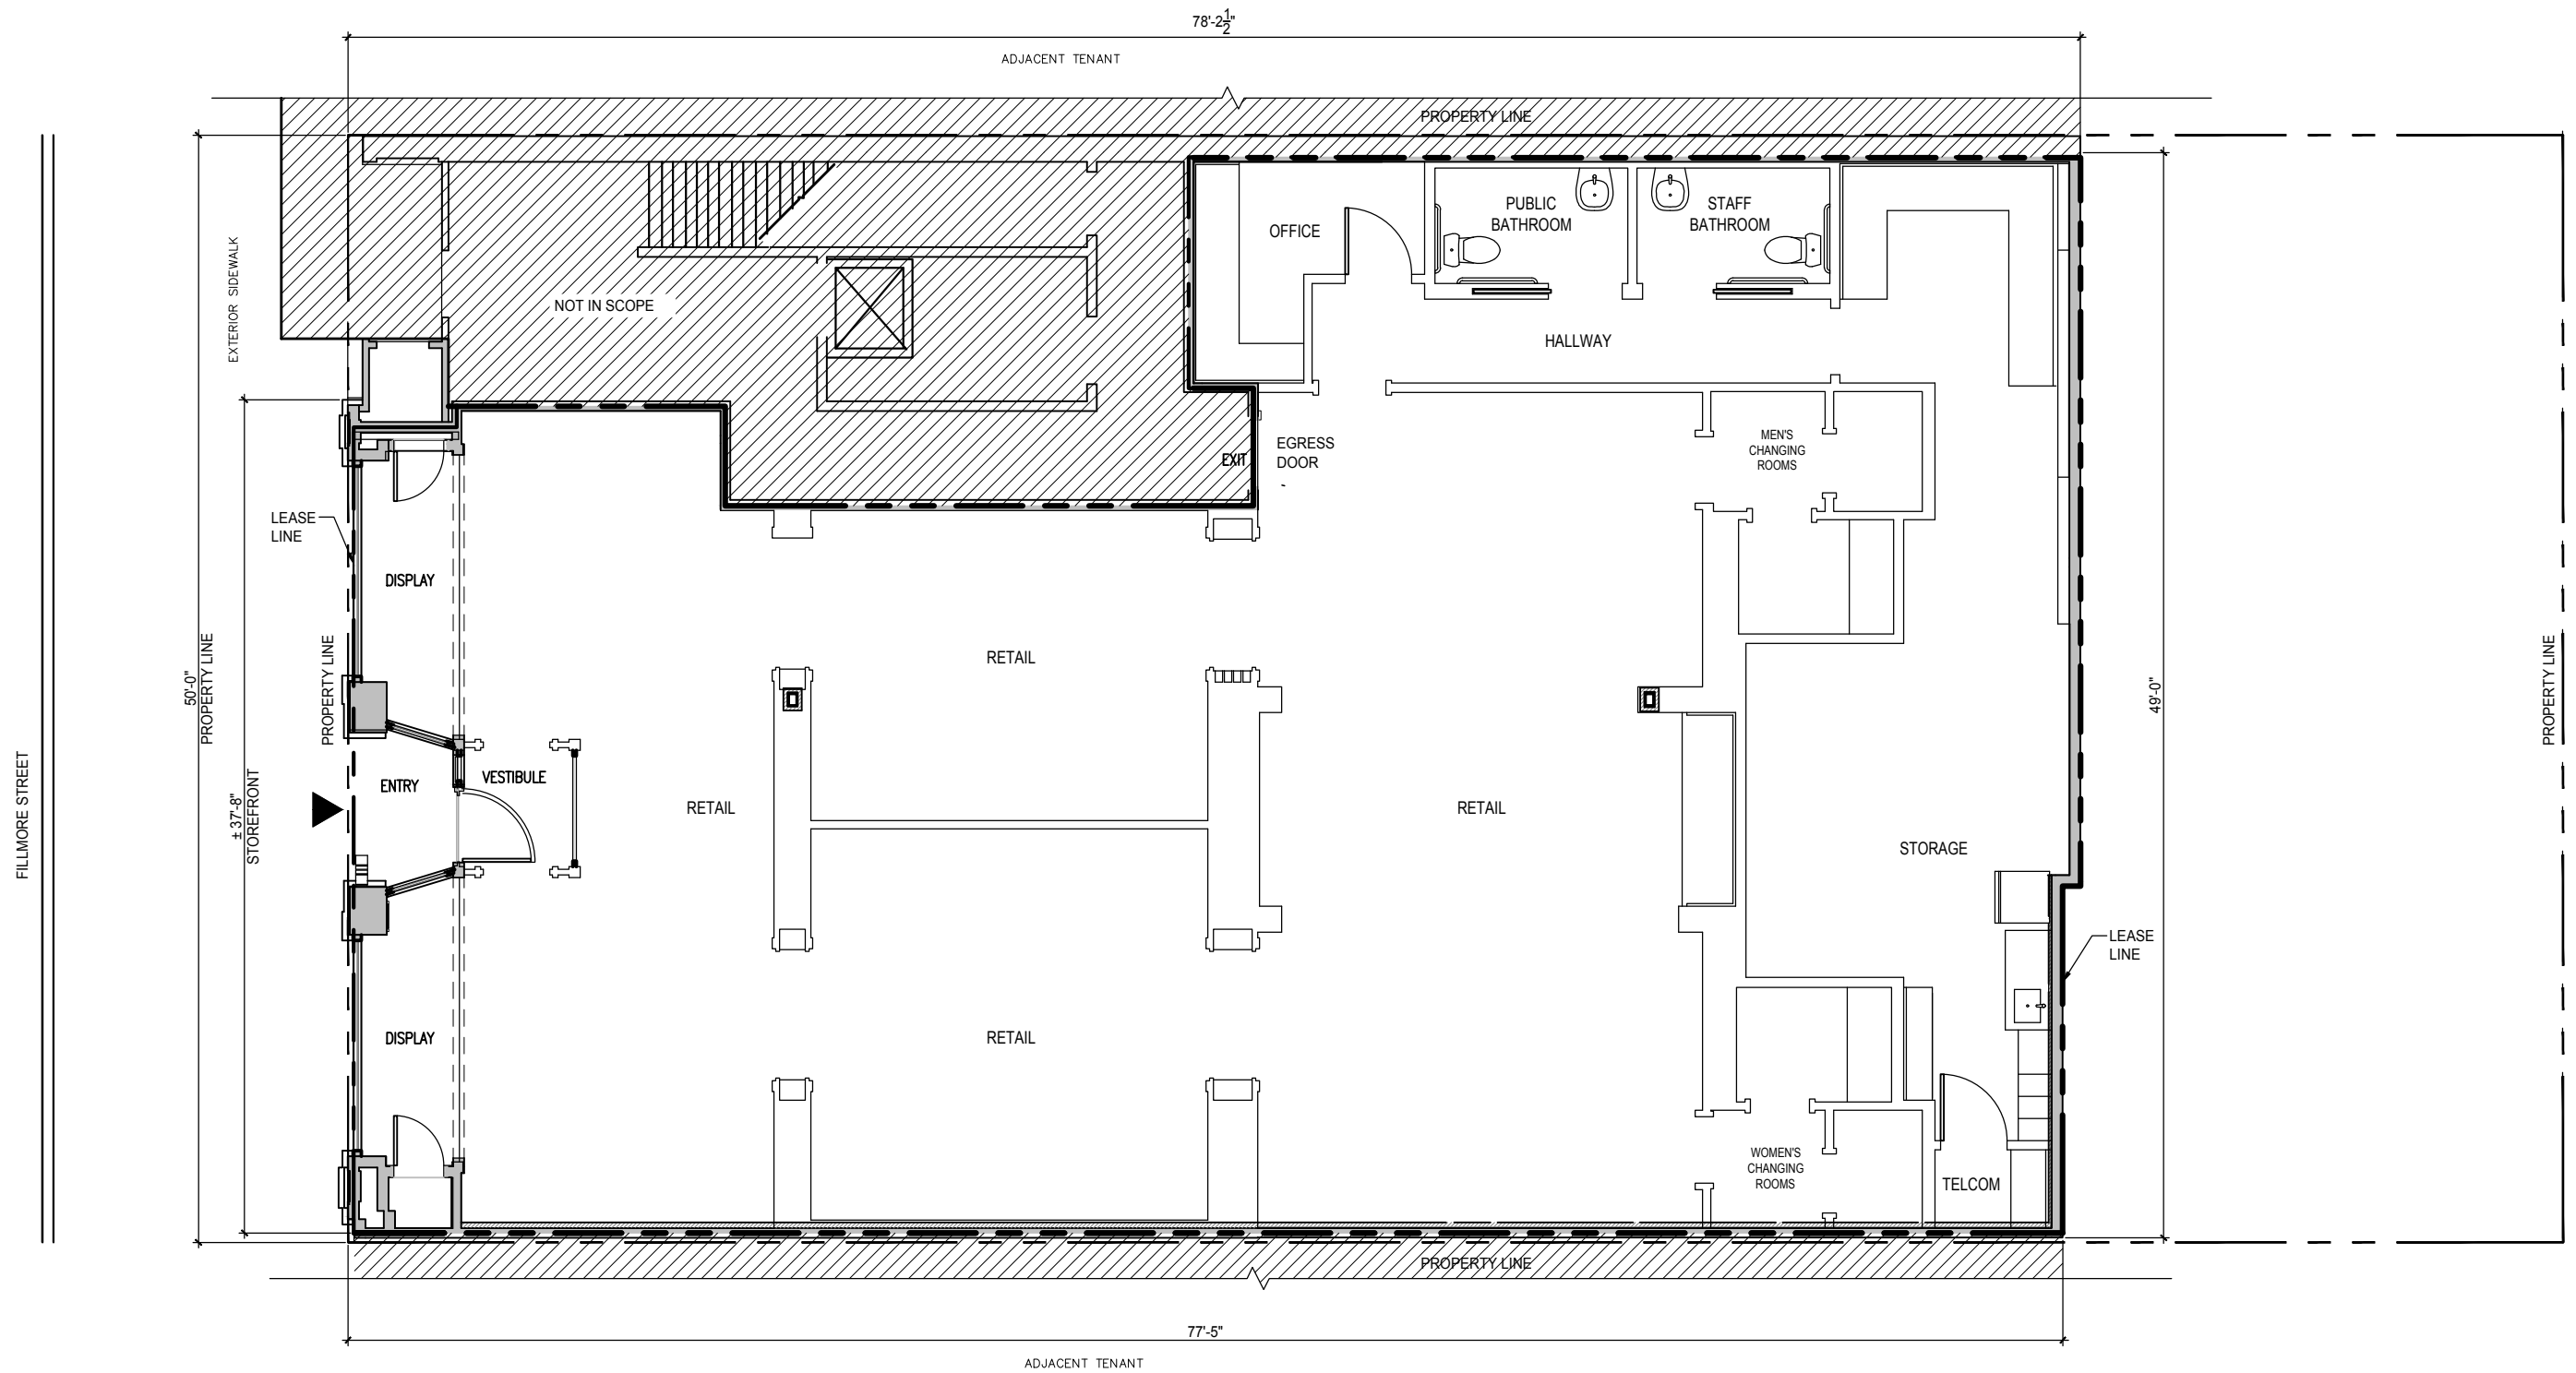 78'-2 1/2"
ADJACENT TENANT
PROPERTY LINE
PUBLIC
BATHROOM
STAFF
BATHROOM
OFFICE
EXTERIOR SIDEWALK
NOT IN SCOPE
HALLWAY
EGRESS
DOOR
EXIT
MEN'S
CHANGING
ROOMS
LEASE
LINE
DISPLAY
RETAIL
50'-0"
PROPERTY LINE
PROPERTY LINE
49'-0"
PROPERTY LINE
FILLMORE STREET
± 37'-8"
STOREFRONT
ENTRY
VESTIBULE
RETAIL
RETAIL
STORAGE
LEASE
LINE
DISPLAY
RETAIL
WOMEN'S
CHANGING
ROOMS
TELCOM
PROPERTY LINE
77'-5"
ADJACENT TENANT